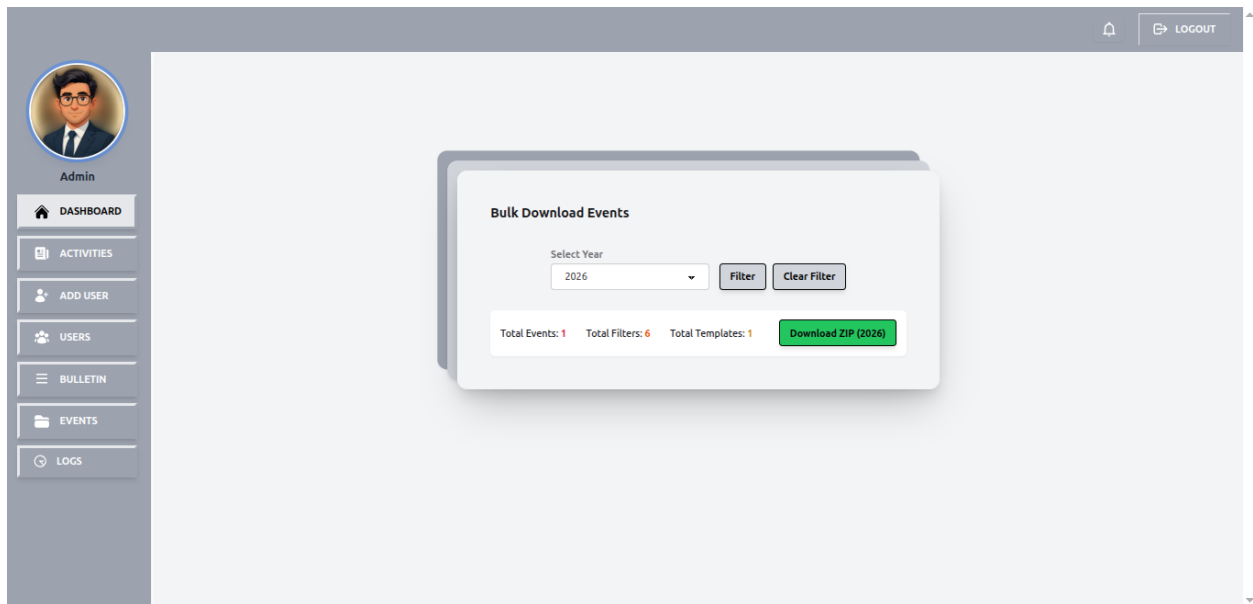 LOGOUT
Admin
DASHBOARD
ACTIVITIES
ADD USER
USERS
BULLETIN
EVENTS
LOGS
Bulk Download Events
Select Year
2026
Filter
Clear Filter
Total Events: 1 Total Filters: 6 Total Templates: 1 Download ZIP (2026)